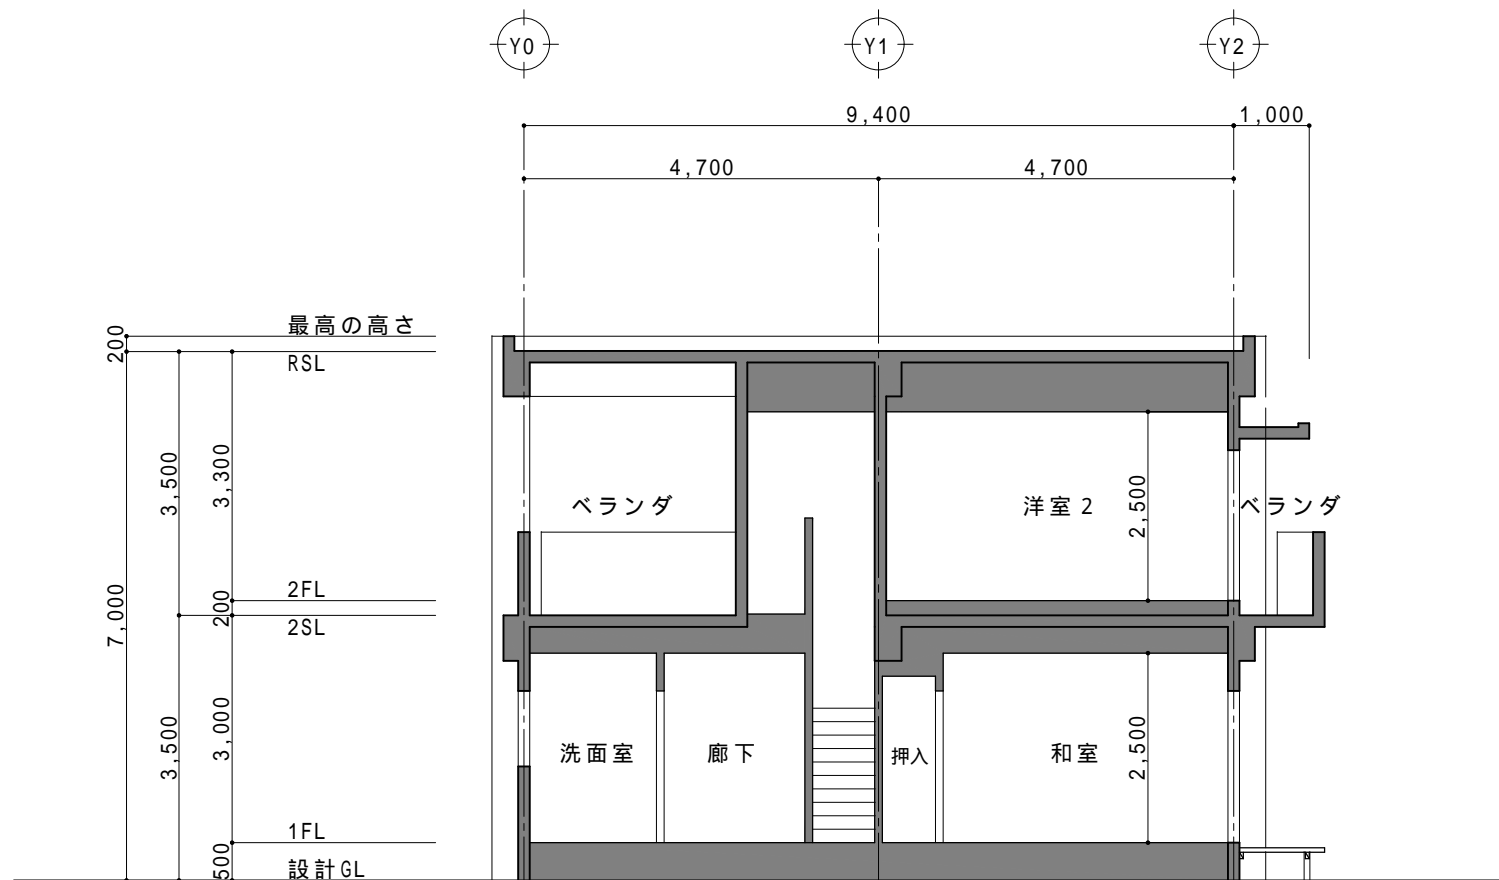 Y0
Y1
Y2
9,400
1,000
4,700
4,700
最高の高さ
200
RSL
3,500
3,300
ベランダ
洋室2
2,500
ベランダ
7,000
2FL
200
2SL
3,500
3,000
洗面室
廊下
押入
和室
2,500
1FL
500
設計GL